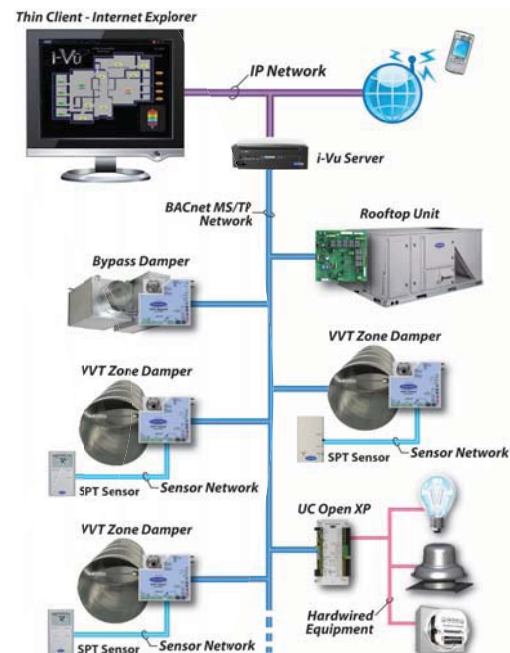 Thin Client - Internet Explorer
i-Vu
IP Network
i-Vu Server
BACnet MS/TP
Network
Rooftop Unit
Bypass Damper
VVT Zone Damper
VVT Zone Damper
SPT Sensor
Sensor Network
SPT Sensor
Sensor Network
UC Open XP
VVT Zone Damper
Hardwired
Equipment
SPT Sensor
Sensor Network